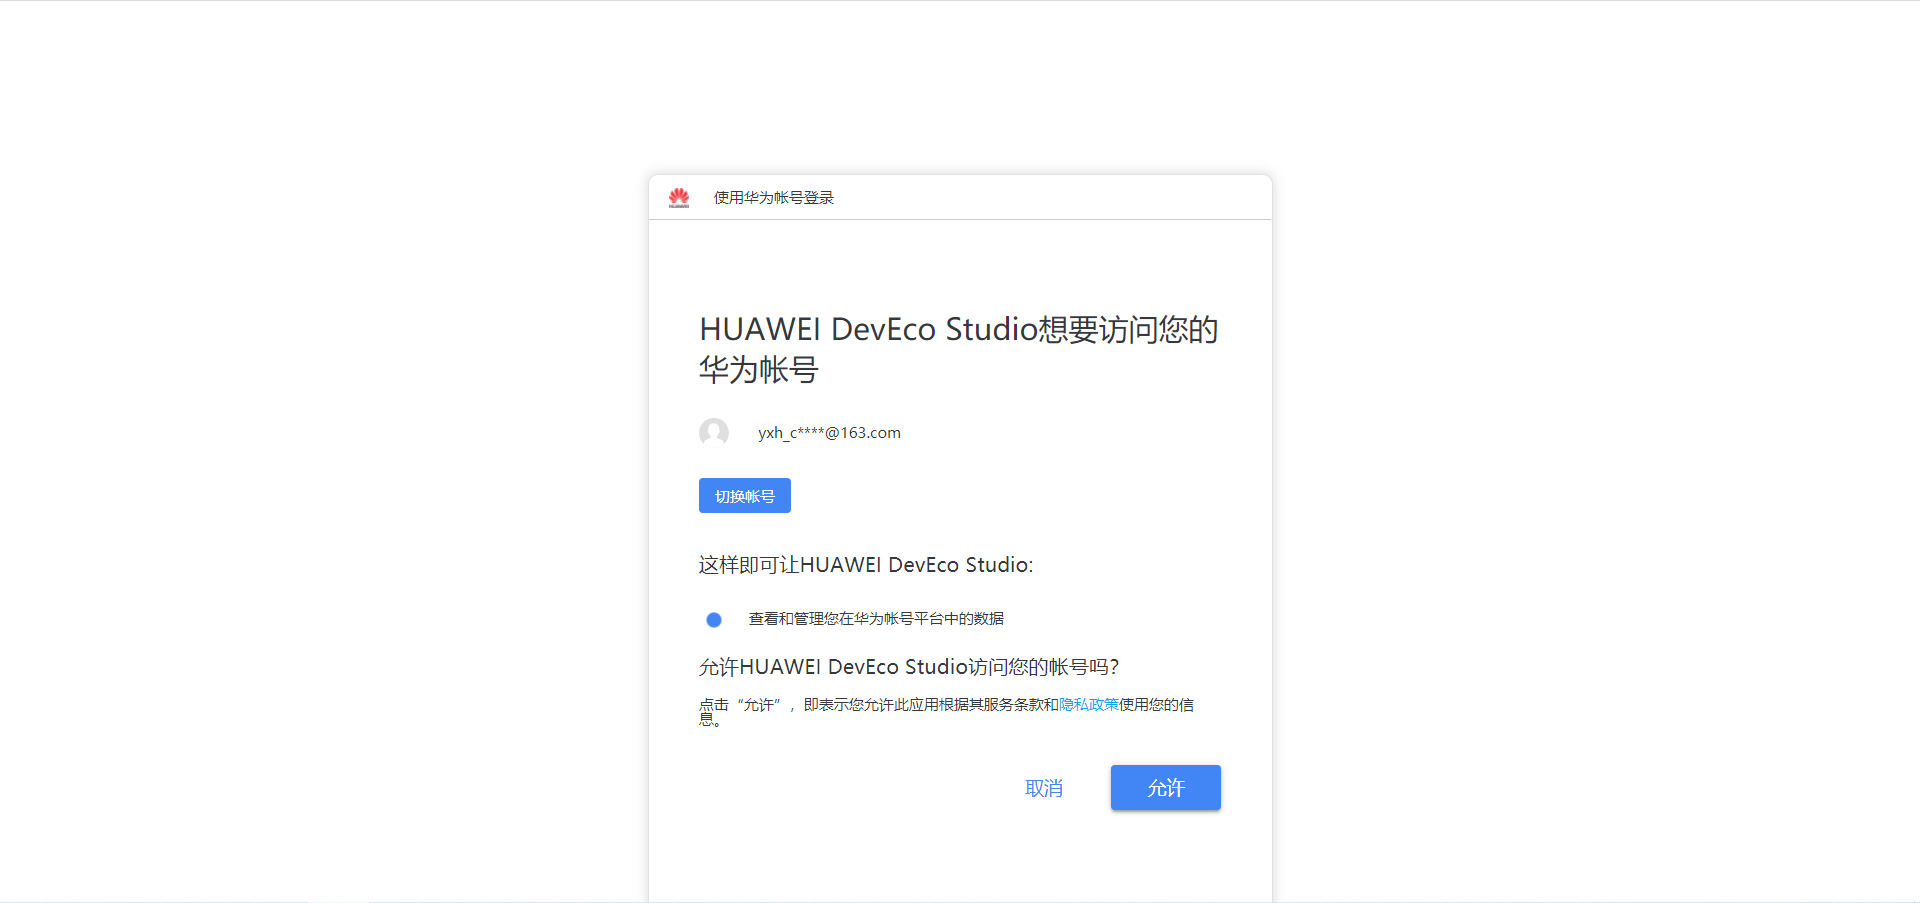 HUAWEI
使用华为帐号登录
HUAWEI DevEco Studio想要访问您的
华为帐号
yxh_c****@163.com
切换帐号
这样即可让HUAWEI DevEco Studio:
查看和管理您在华为帐号平台中的数据
允许HUAWEI DevEco Studio访问您的帐号吗?
点击“允许”，即表示您允许此应用根据其服务条款和隐私政策使用您的信
息。
取消
允许